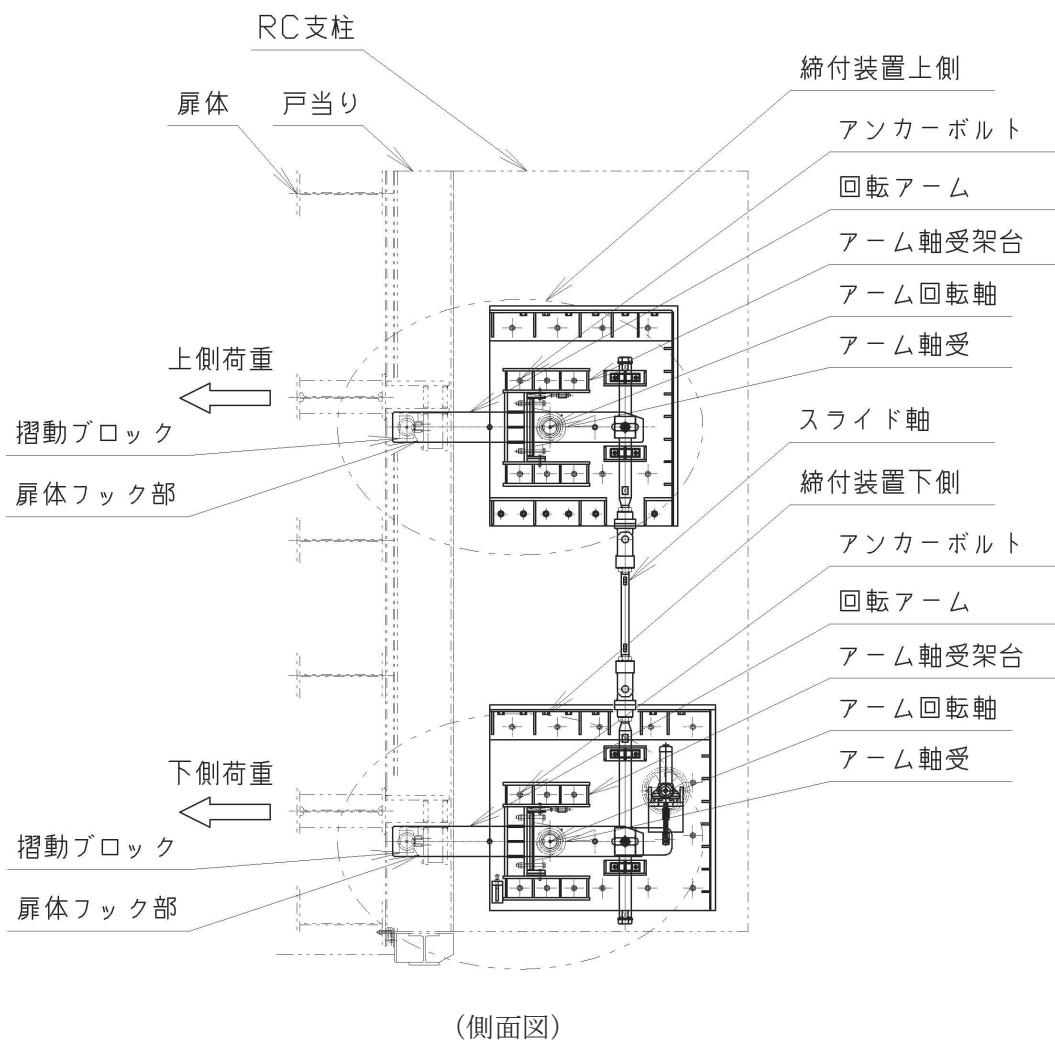 RC支柱
締付装置上側
扉体
戸当り
アンカーボルト
回転アーム
アーム軸受架台
アーム回転軸
アーム軸受
上側荷重
スライド軸
摺動ブロック
扉体フック部
締付装置下側
アンカーボルト
回転アーム
アーム軸受架台
アーム回転軸
アーム軸受
下側荷重
摺動ブロック
扉体フック部
(側面図)